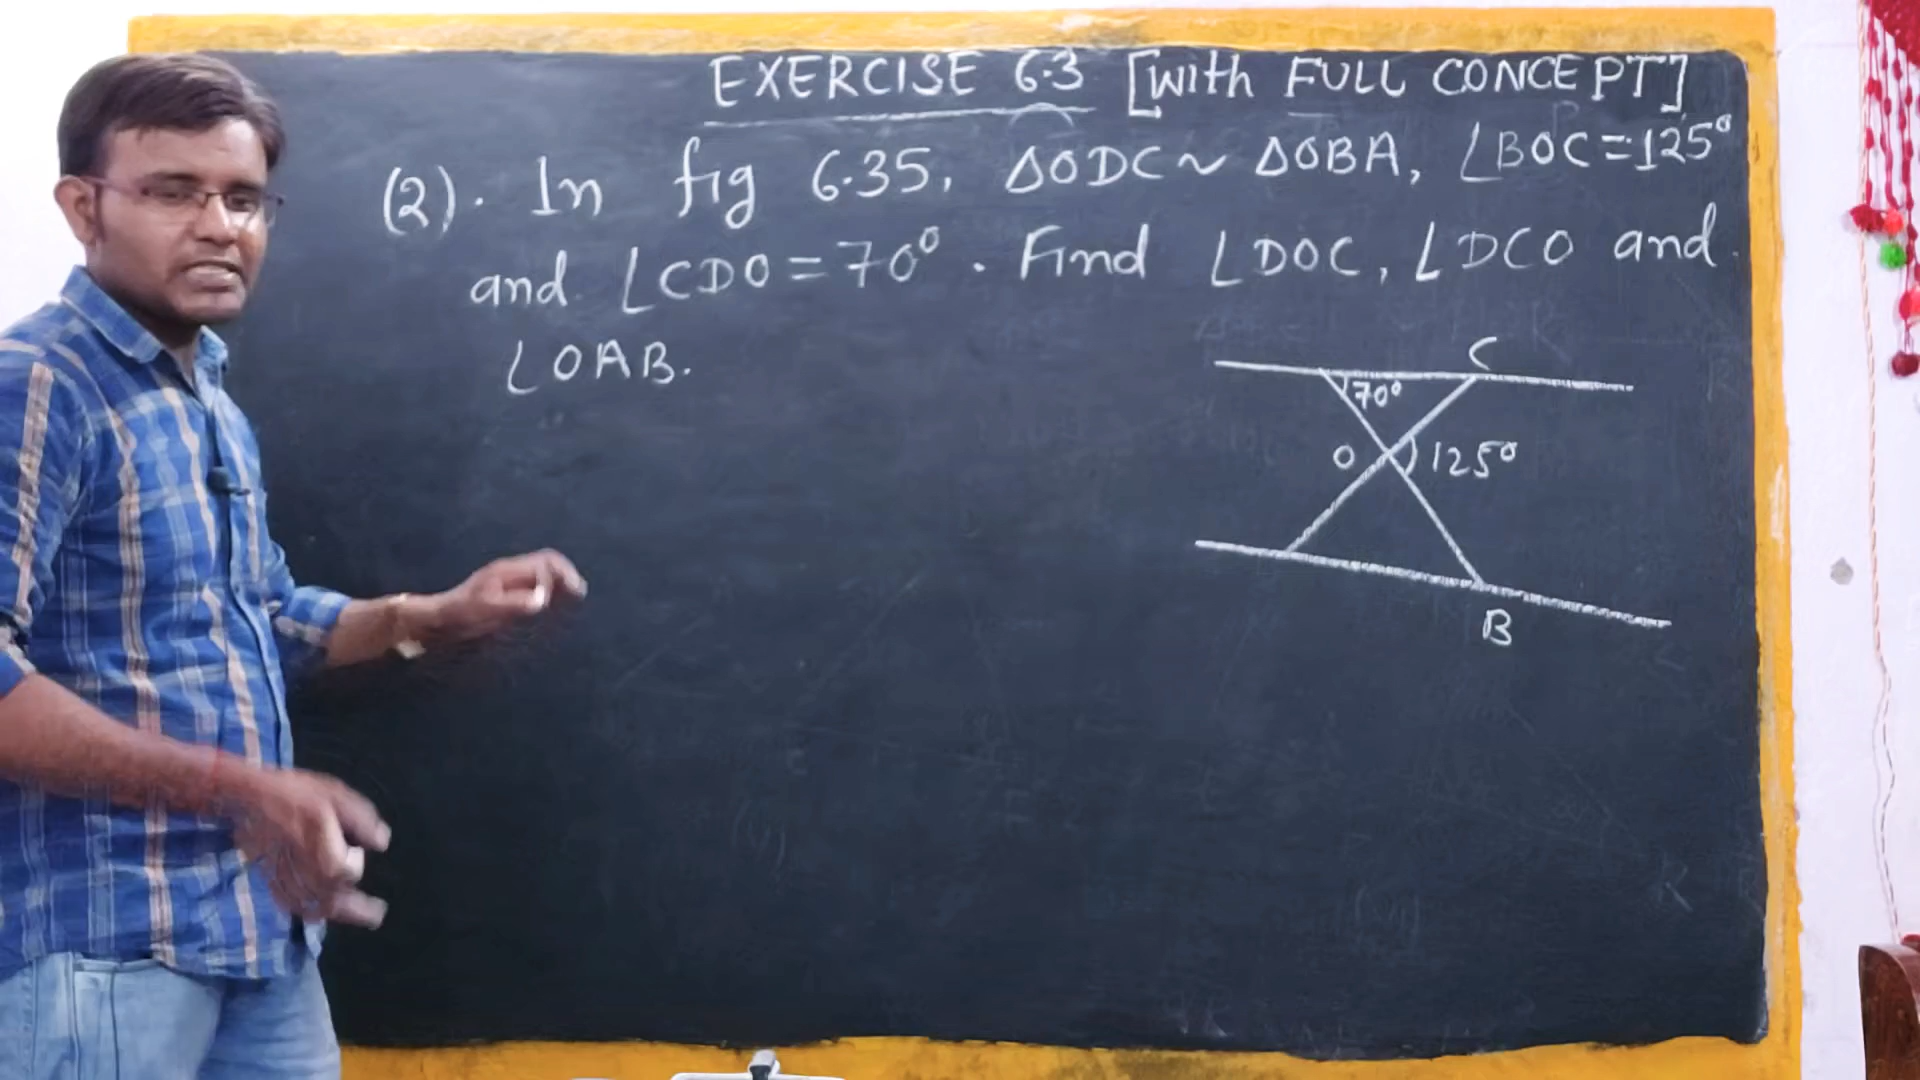 EXERCISE 6.3 [with FULL CONCEPT]
(2). In fig 6.35, ΔODC ~ ΔOBA, ∠BOC = 125°
and ∠CDO = 70°. Find ∠DOC, ∠DCO and
∠OAB.
C
70°
O 125°
B